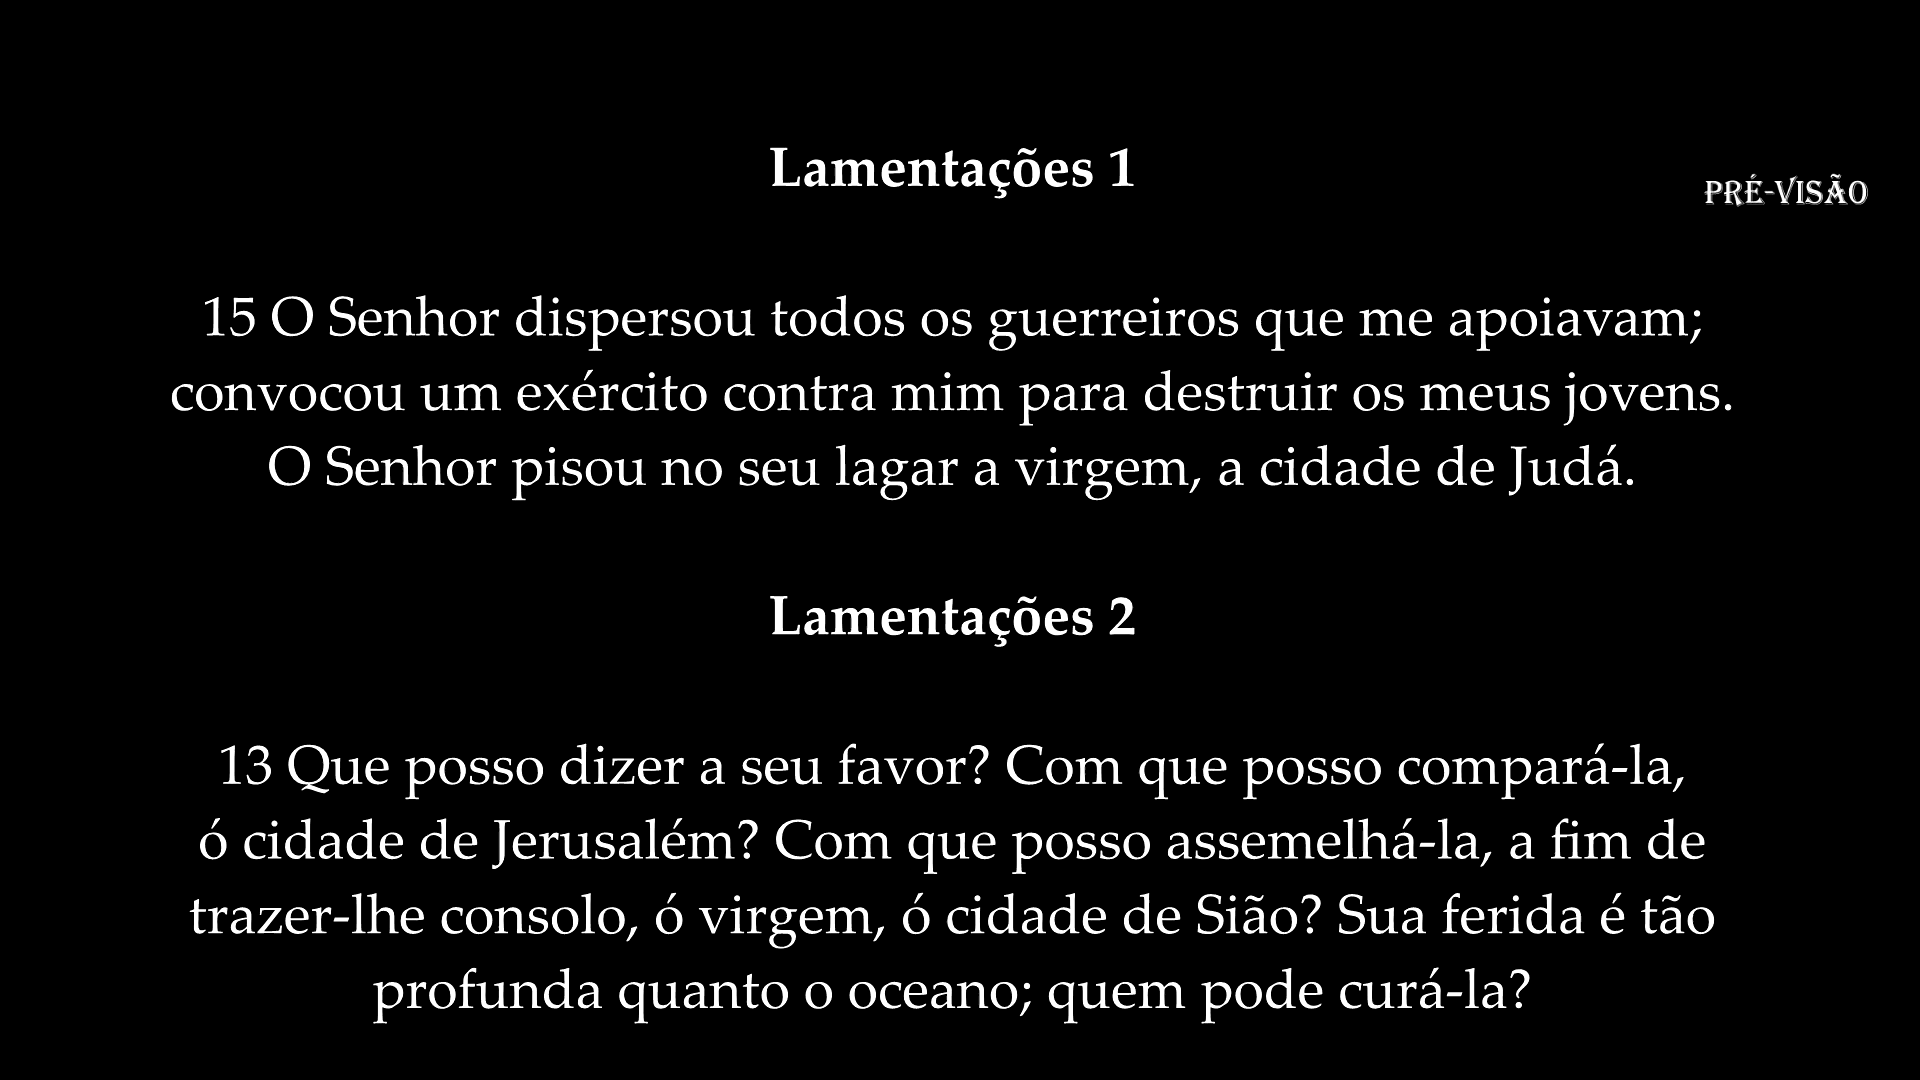 Lamentações 1
PRÉ-VISÃO
15 O Senhor dispersou todos os guerreiros que me apoiavam;
convocou um exército contra mim para destruir os meus jovens.
O Senhor pisou no seu lagar a virgem, a cidade de Judá.
Lamentações 2
13 Que posso dizer a seu favor? Com que posso compará-la,
ó cidade de Jerusalém? Com que posso assemelhá-la, a fim de
trazer-lhe consolo, ó virgem, ó cidade de Sião? Sua ferida é tão
profunda quanto o oceano; quem pode curá-la?